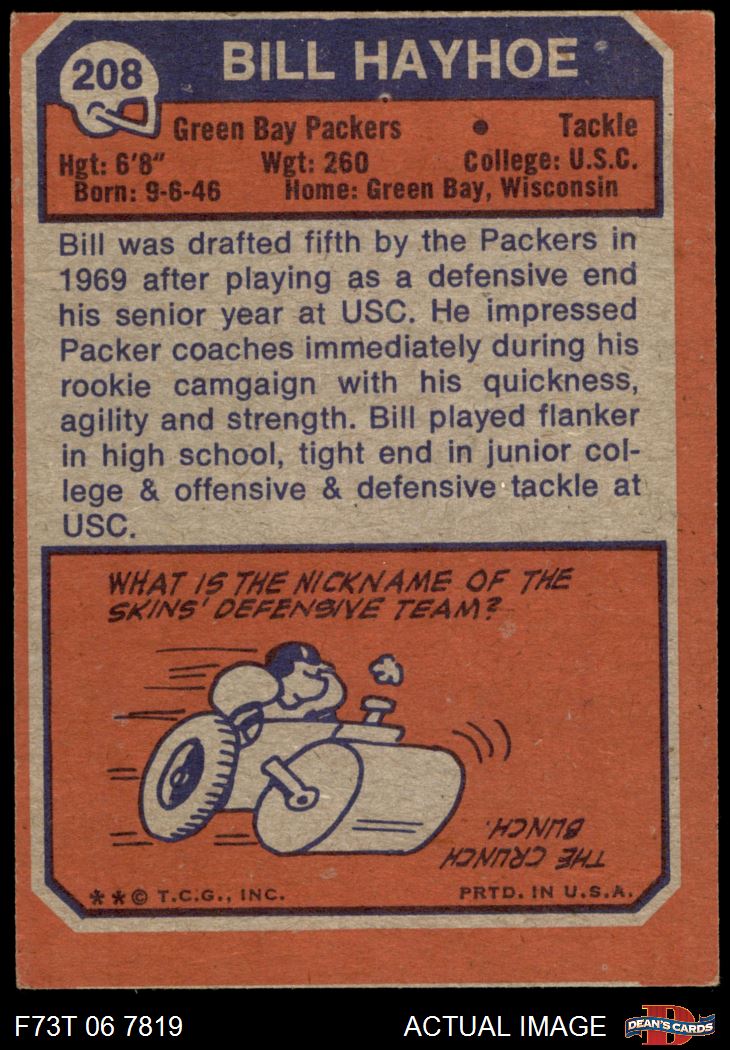 208
BILL HAYHOE
Green Bay Packers • Tackle
Hgt: 6'8" Wgt: 260 College: U.S.C.
Born: 9-6-46 Home: Green Bay, Wisconsin
Bill was drafted fifth by the Packers in
1969 after playing as a defensive end
his senior year at USC. He impressed
Packer coaches immediately during his
rookie camgaign with his quickness,
agility and strength. Bill played flanker
in high school, tight end in junior col-
lege & offensive & defensive tackle at
USC.
WHAT IS THE NICKNAME OF THE
SKINS' DEFENSIVE TEAM?
THE CRUNCH
BUNCH.
* * © T.C.G., INC. PRTD. IN U.S.A.
F73T 06 7819 ACTUAL IMAGE
D
DEAN'S CARDS